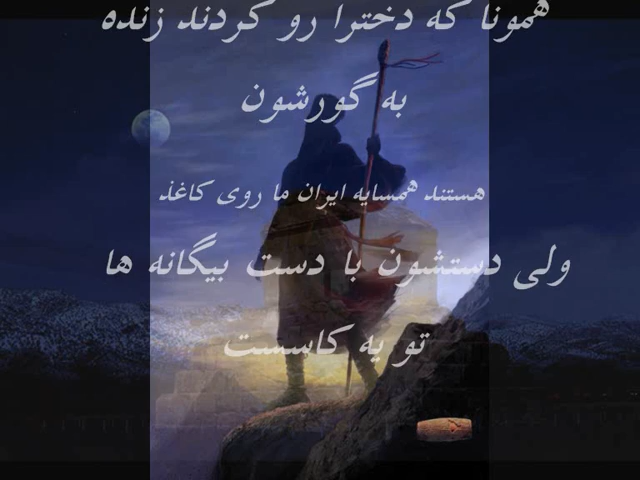 همونا که دخترا رو کردند زنده
به گورشون
هستند همسایه ایران ما روی کاغذ
ولی دستشون با دست بیگانه ها
تو یه کاسست